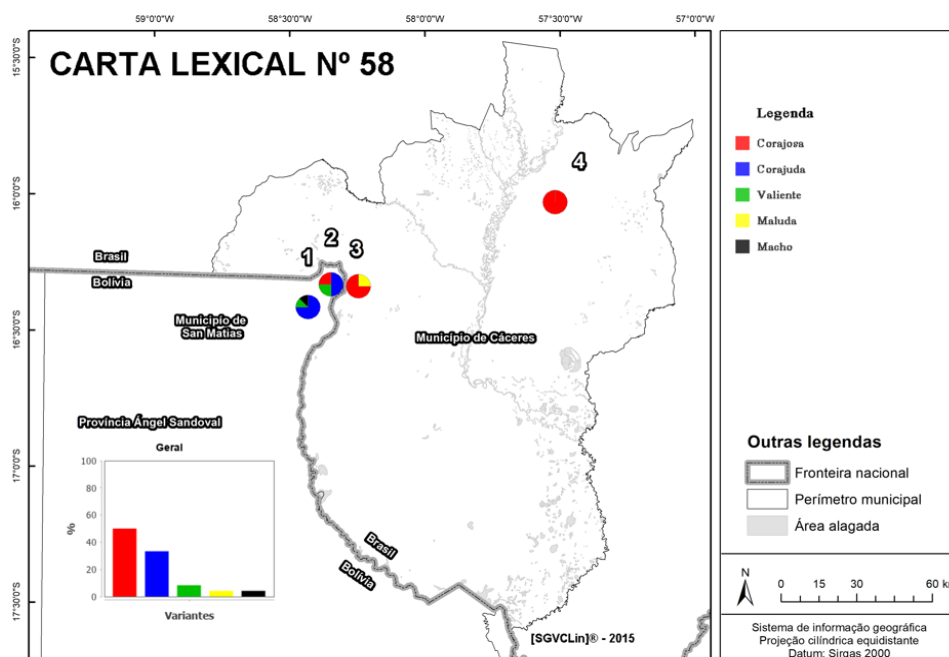 59°0'0"W 58°30'0"W 58°0'0"W 57°30'0"W 57°0'0"W
15°30'0"S
16°0'0"S
16°30'0"S
17°0'0"S
17°30'0"S
CARTA LEXICAL Nº 58
4
2
1
3
Brasil
Bolívia
Município de
San Matias
Município de Cáceres
Província Ángel Sandoval
Geral
100
80
60
40
20
0
%
Variantes
Brasil
Bolívia
[SGVCLin]® - 2015
Legenda
Corajosa
Corajuda
Valiente
Maluda
Macho
Outras legendas
Fronteira nacional
Perímetro municipal
Área alagada
N
0 15 30 60 km
Sistema de informação geográfica
Projeção cilíndrica equidistante
Datum: Sirgas 2000